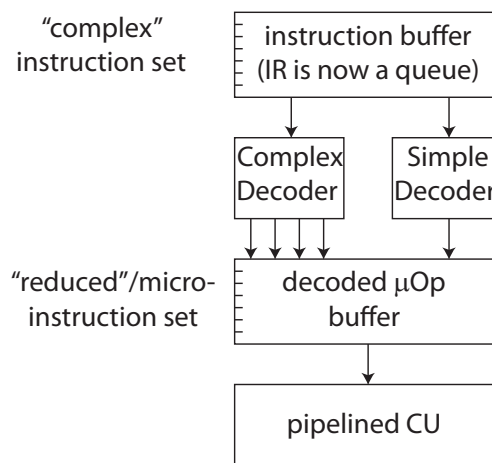 “complex”
instruction set
instruction buffer
(IR is now a queue)
Complex
Decoder
Simple
Decoder
“reduced”/micro-
instruction set
decoded μOp
buffer
pipelined CU